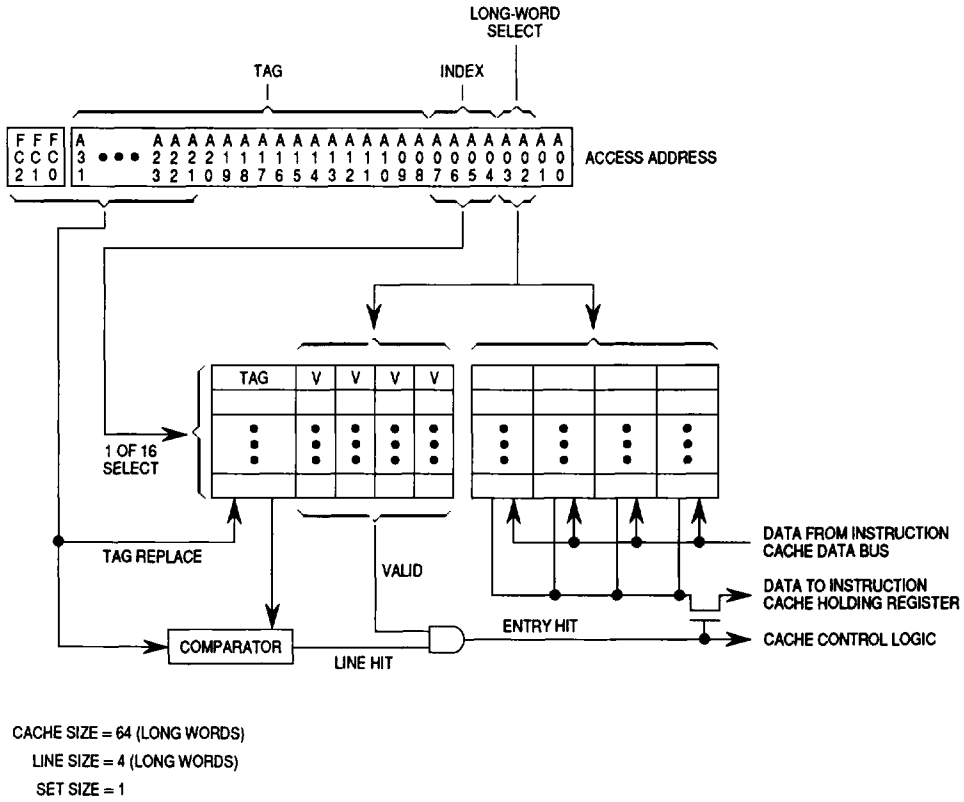 LONG-WORD
SELECT
TAG
INDEX
F F F A A A A A A A A A A A A A A A A A A A A A A A A A
C C C 3 ••• 2 2 2 2 1 1 1 1 1 1 1 1 1 1 0 0 0 0 0 0 0 0 0 0
2 1 0 1 3 2 1 0 9 8 7 6 5 4 3 2 1 0 9 8 7 6 5 4 3 2 1 0
ACCESS ADDRESS
TAG V V V V
1 OF 16
SELECT
TAG REPLACE
VALID
DATA FROM INSTRUCTION
CACHE DATA BUS
DATA TO INSTRUCTION
CACHE HOLDING REGISTER
ENTRY HIT
CACHE CONTROL LOGIC
COMPARATOR
LINE HIT
CACHE SIZE = 64 (LONG WORDS)
LINE SIZE = 4 (LONG WORDS)
SET SIZE = 1